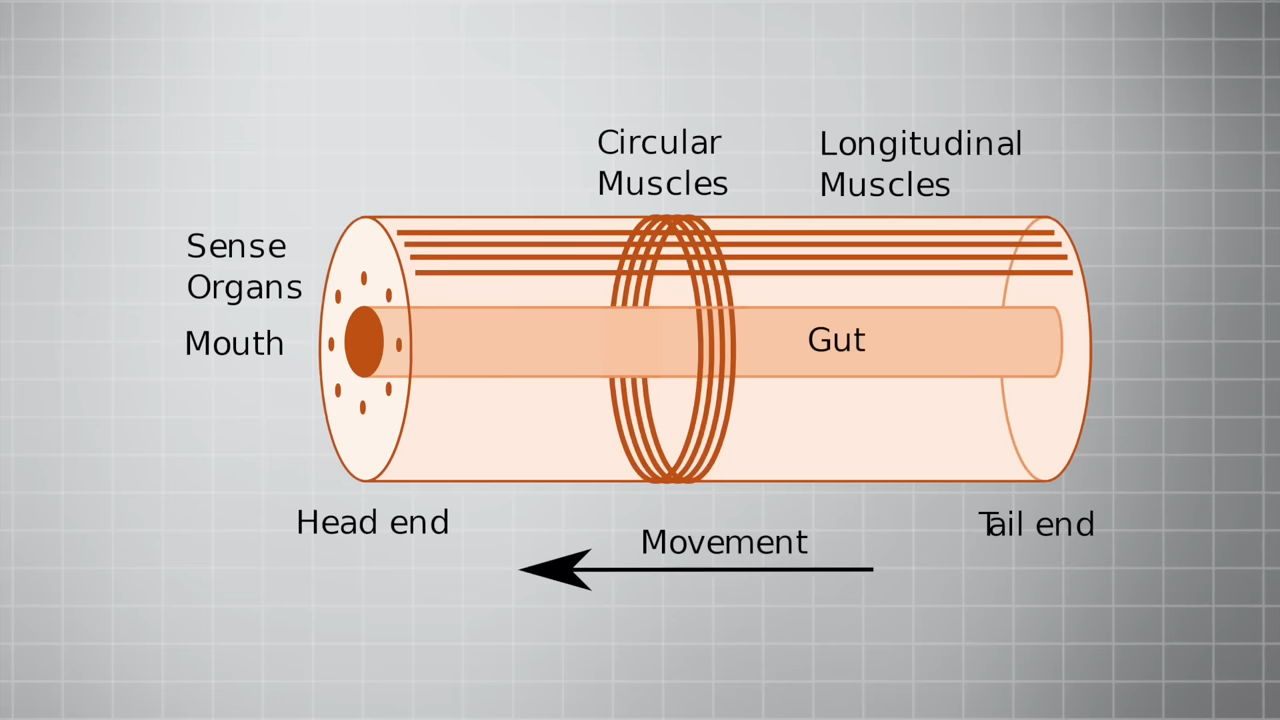 Circular
Muscles
Longitudinal
Muscles
Sense
Organs
Mouth
Gut
Head end
Tail end
Movement